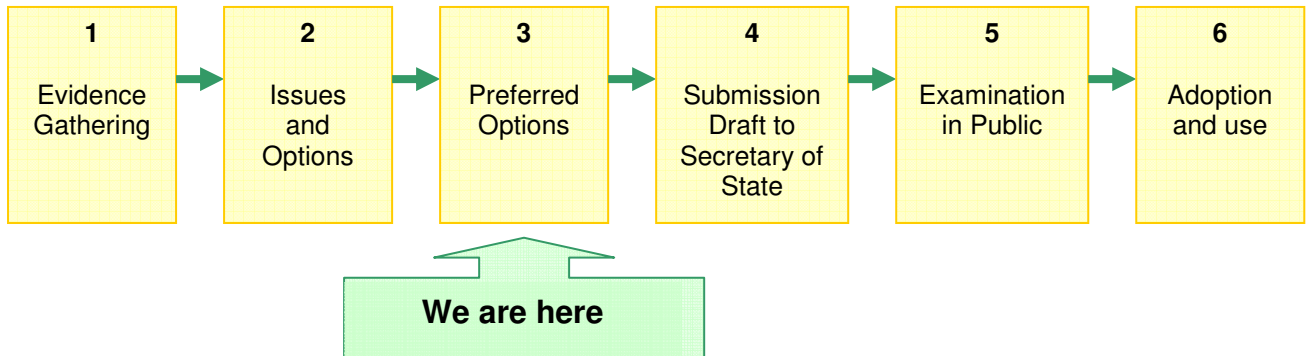 1
Evidence
Gathering
2
Issues
and
Options
3
Preferred
Options
4
Submission
Draft to
Secretary of
State
5
Examination
in Public
6
Adoption
and use
We are here